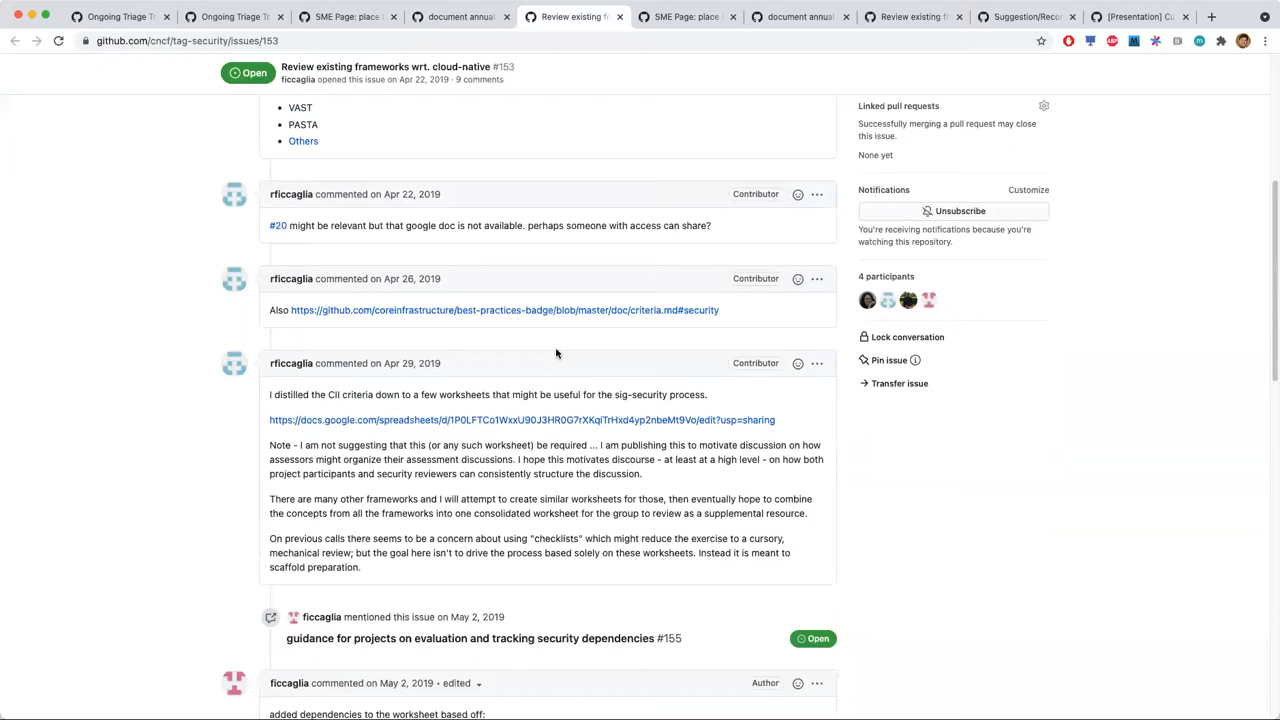 Ongoing Triage T
Ongoing Triage T
SME Page: place
document annual
Review existing f
SME Page: place
document annual
Review existing f
Suggestion/Reco
[Presentation] Cu
github.com/cncf/tag-security/issues/153
Open
Review existing frameworks wrt. cloud-native #153
ficcaglia opened this issue on Apr 22, 2019 · 9 comments
• VAST
• PASTA
• Others
Linked pull requests
Successfully merging a pull request may close
this issue.
None yet
rficcaglia commented on Apr 22, 2019
Contributor
#20 might be relevant but that google doc is not available. perhaps someone with access can share?
Notifications
Customize
Unsubscribe
You're receiving notifications because you're
watching this repository.
rficcaglia commented on Apr 26, 2019
Contributor
Also https://github.com/coreinfrastructure/best-practices-badge/blob/master/doc/criteria.md#security
4 participants
Lock conversation
Pin issue
Transfer issue
rficcaglia commented on Apr 29, 2019
Contributor
I distilled the CII criteria down to a few worksheets that might be useful for the sig-security process.
https://docs.google.com/spreadsheets/d/1P0LFTCo1WxxU90J3HR0G7rXKqiTrHxd4yp2nbeMt9Vo/edit?usp=sharing
Note - I am not suggesting that this (or any such worksheet) be required ... I am publishing this to motivate discussion on how
assessors might organize their assessment discussions. I hope this motivates discourse - at least at a high level - on how both
project participants and security reviewers can consistently structure the discussion.
There are many other frameworks and I will attempt to create similar worksheets for those, then eventually hope to combine
the concepts from all the frameworks into one consolidated worksheet for the group to review as a supplemental resource.
On previous calls there seems to be a concern about using "checklists" which might reduce the exercise to a cursory,
mechanical review; but the goal here isn't to drive the process based solely on these worksheets. Instead it is meant to
scaffold preparation.
ficcaglia mentioned this issue on May 2, 2019
guidance for projects on evaluation and tracking security dependencies #155
Open
ficcaglia commented on May 2, 2019 • edited
Author
added dependencies to the worksheet based off: